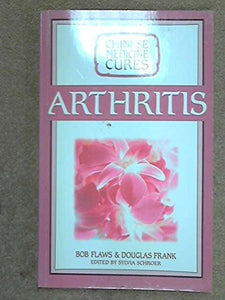 CHINESE
MEDICINE
CURES
ARTHRITIS
BOB FLAWS & DOUGLAS FRANK
EDITED BY SYLVIA SCHROER